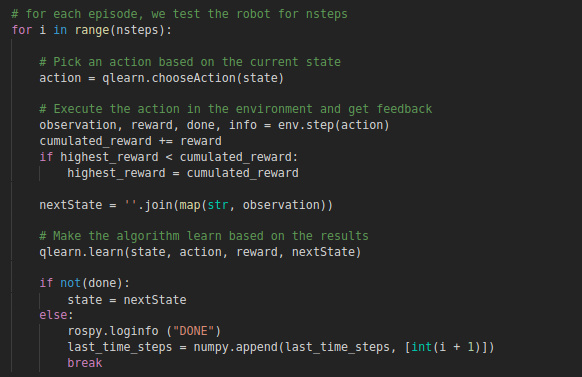 # for each episode, we test the robot for nsteps
for i in range(nsteps):
# Pick an action based on the current state
action = qlearn.chooseAction(state)
# Execute the action in the environment and get feedback
observation, reward, done, info = env.step(action)
cumulated_reward += reward
if highest_reward < cumulated_reward:
highest_reward = cumulated_reward
nextState = ''.join(map(str, observation))
# Make the algorithm learn based on the results
qlearn.learn(state, action, reward, nextState)
if not(done):
state = nextState
else:
rospy.loginfo ("DONE")
last_time_steps = numpy.append(last_time_steps, [int(i + 1)])
break